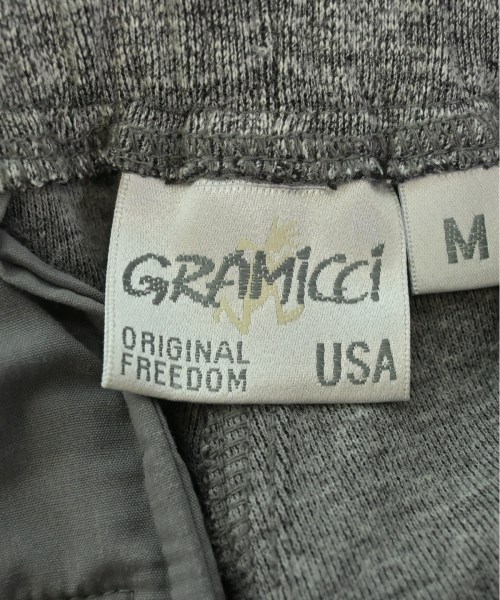 GRAMiCCi
ORIGINAL
FREEDOM
USA
M